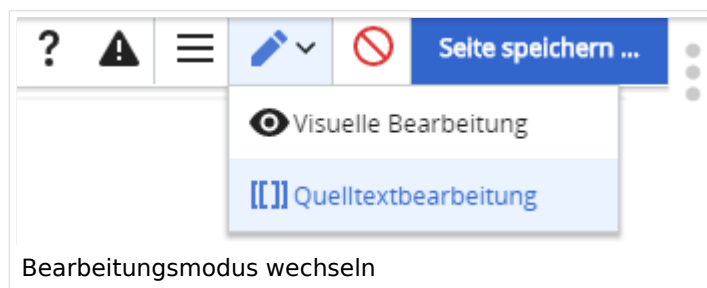 ?
Seite speichern ...
Visuelle Bearbeitung
[[]] Quelltextbearbeitung
Bearbeitungsmodus wechseln